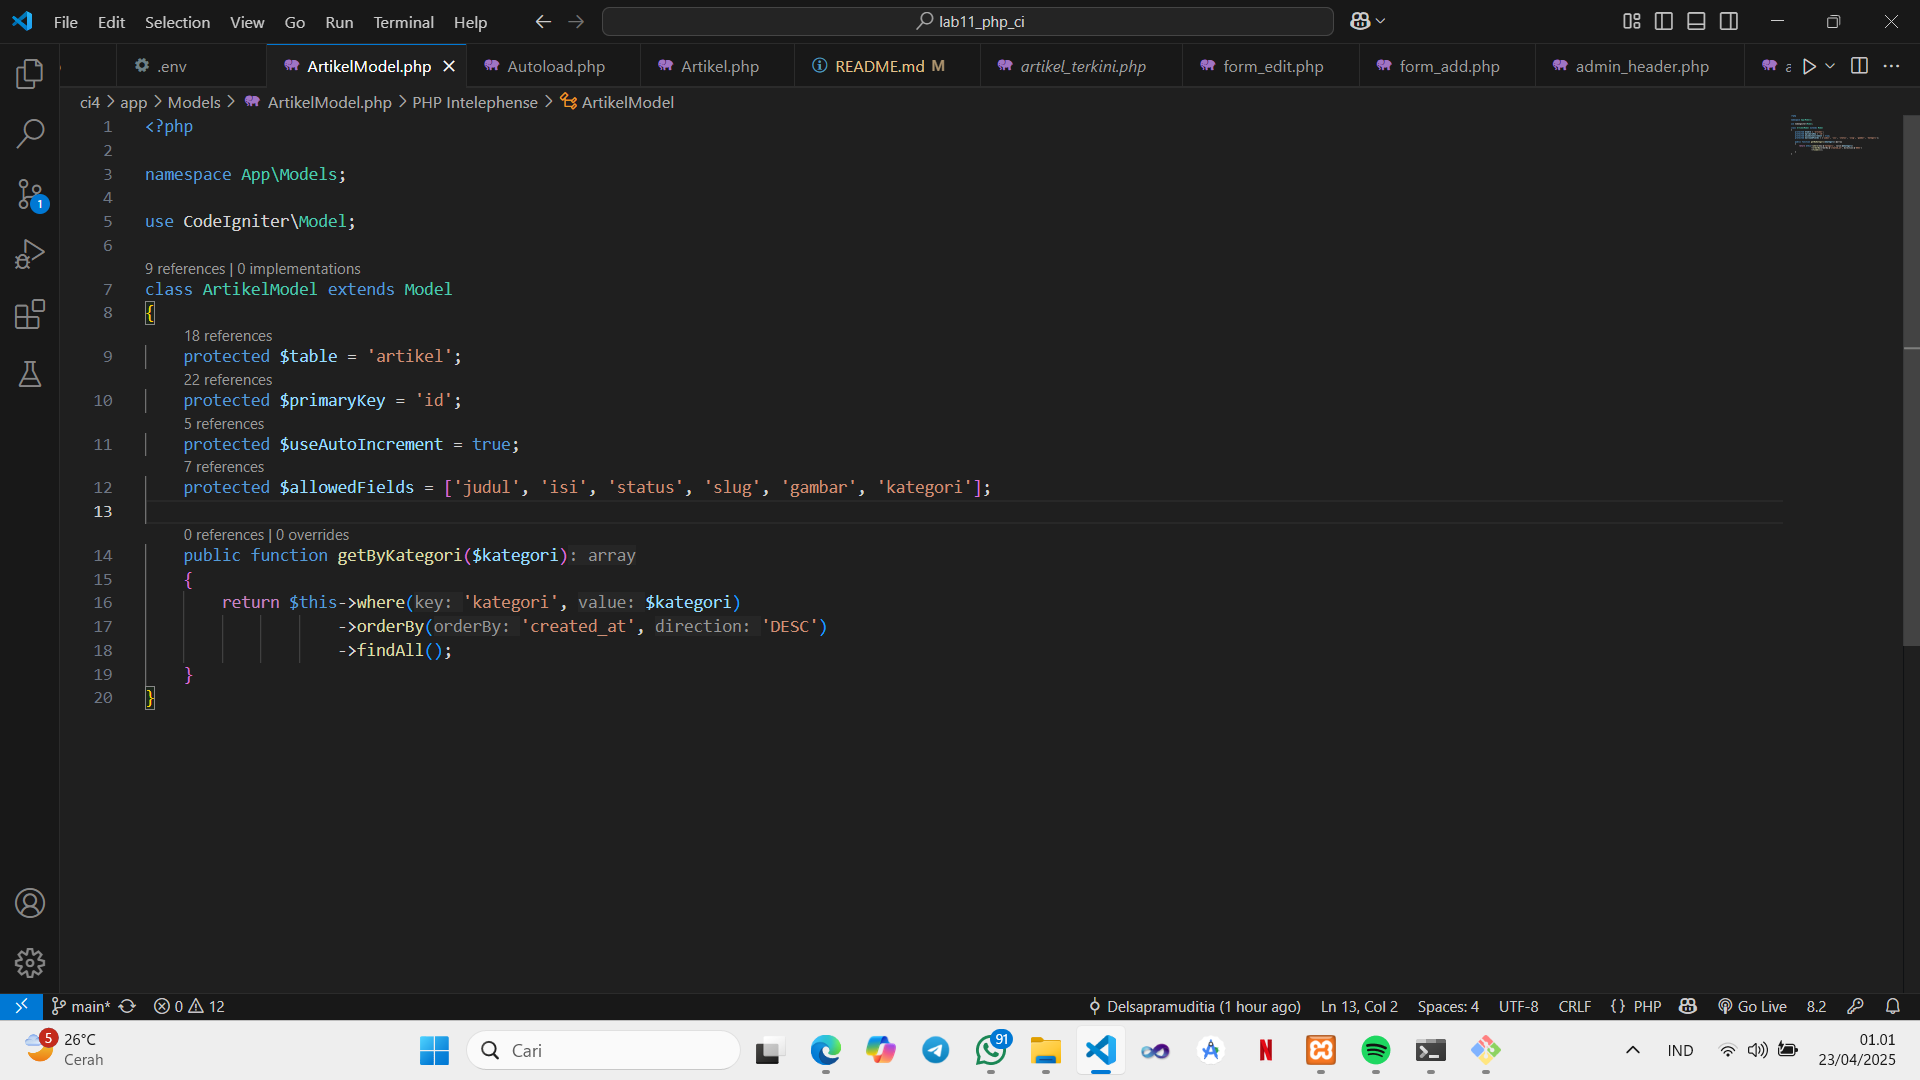 File Edit Selection View Go Run Terminal Help lab11_php_ci
.env ArtikelModel.php Autoload.php Artikel.php README.md M artikel_terkini.php form_edit.php form_add.php admin_header.php
ci4 > app > Models > ArtikelModel.php > PHP Intelephense > ArtikelModel
1 <?php
2
3 namespace App\Models;
4
5 use CodeIgniter\Model;
6
9 references | 0 implementations
7 class ArtikelModel extends Model
8 {
18 references
9 protected $table = 'artikel';
22 references
10 protected $primaryKey = 'id';
5 references
11 protected $useAutoIncrement = true;
7 references
12 protected $allowedFields = ['judul', 'isi', 'status', 'slug', 'gambar', 'kategori'];
13
0 references | 0 overrides
14 public function getByKategori($kategori): array
15 {
16 return $this->where(key: 'kategori', value: $kategori)
17 ->orderBy(orderBy: 'created_at', direction: 'DESC')
18 ->findAll();
19 }
20 }
1
main* 0 12 Delsapramuditia (1 hour ago) Ln 13, Col 2 Spaces: 4 UTF-8 CRLF {} PHP Go Live 8.2
5 26°C
Cerah
Cari
91
IND
01.01
23/04/2025